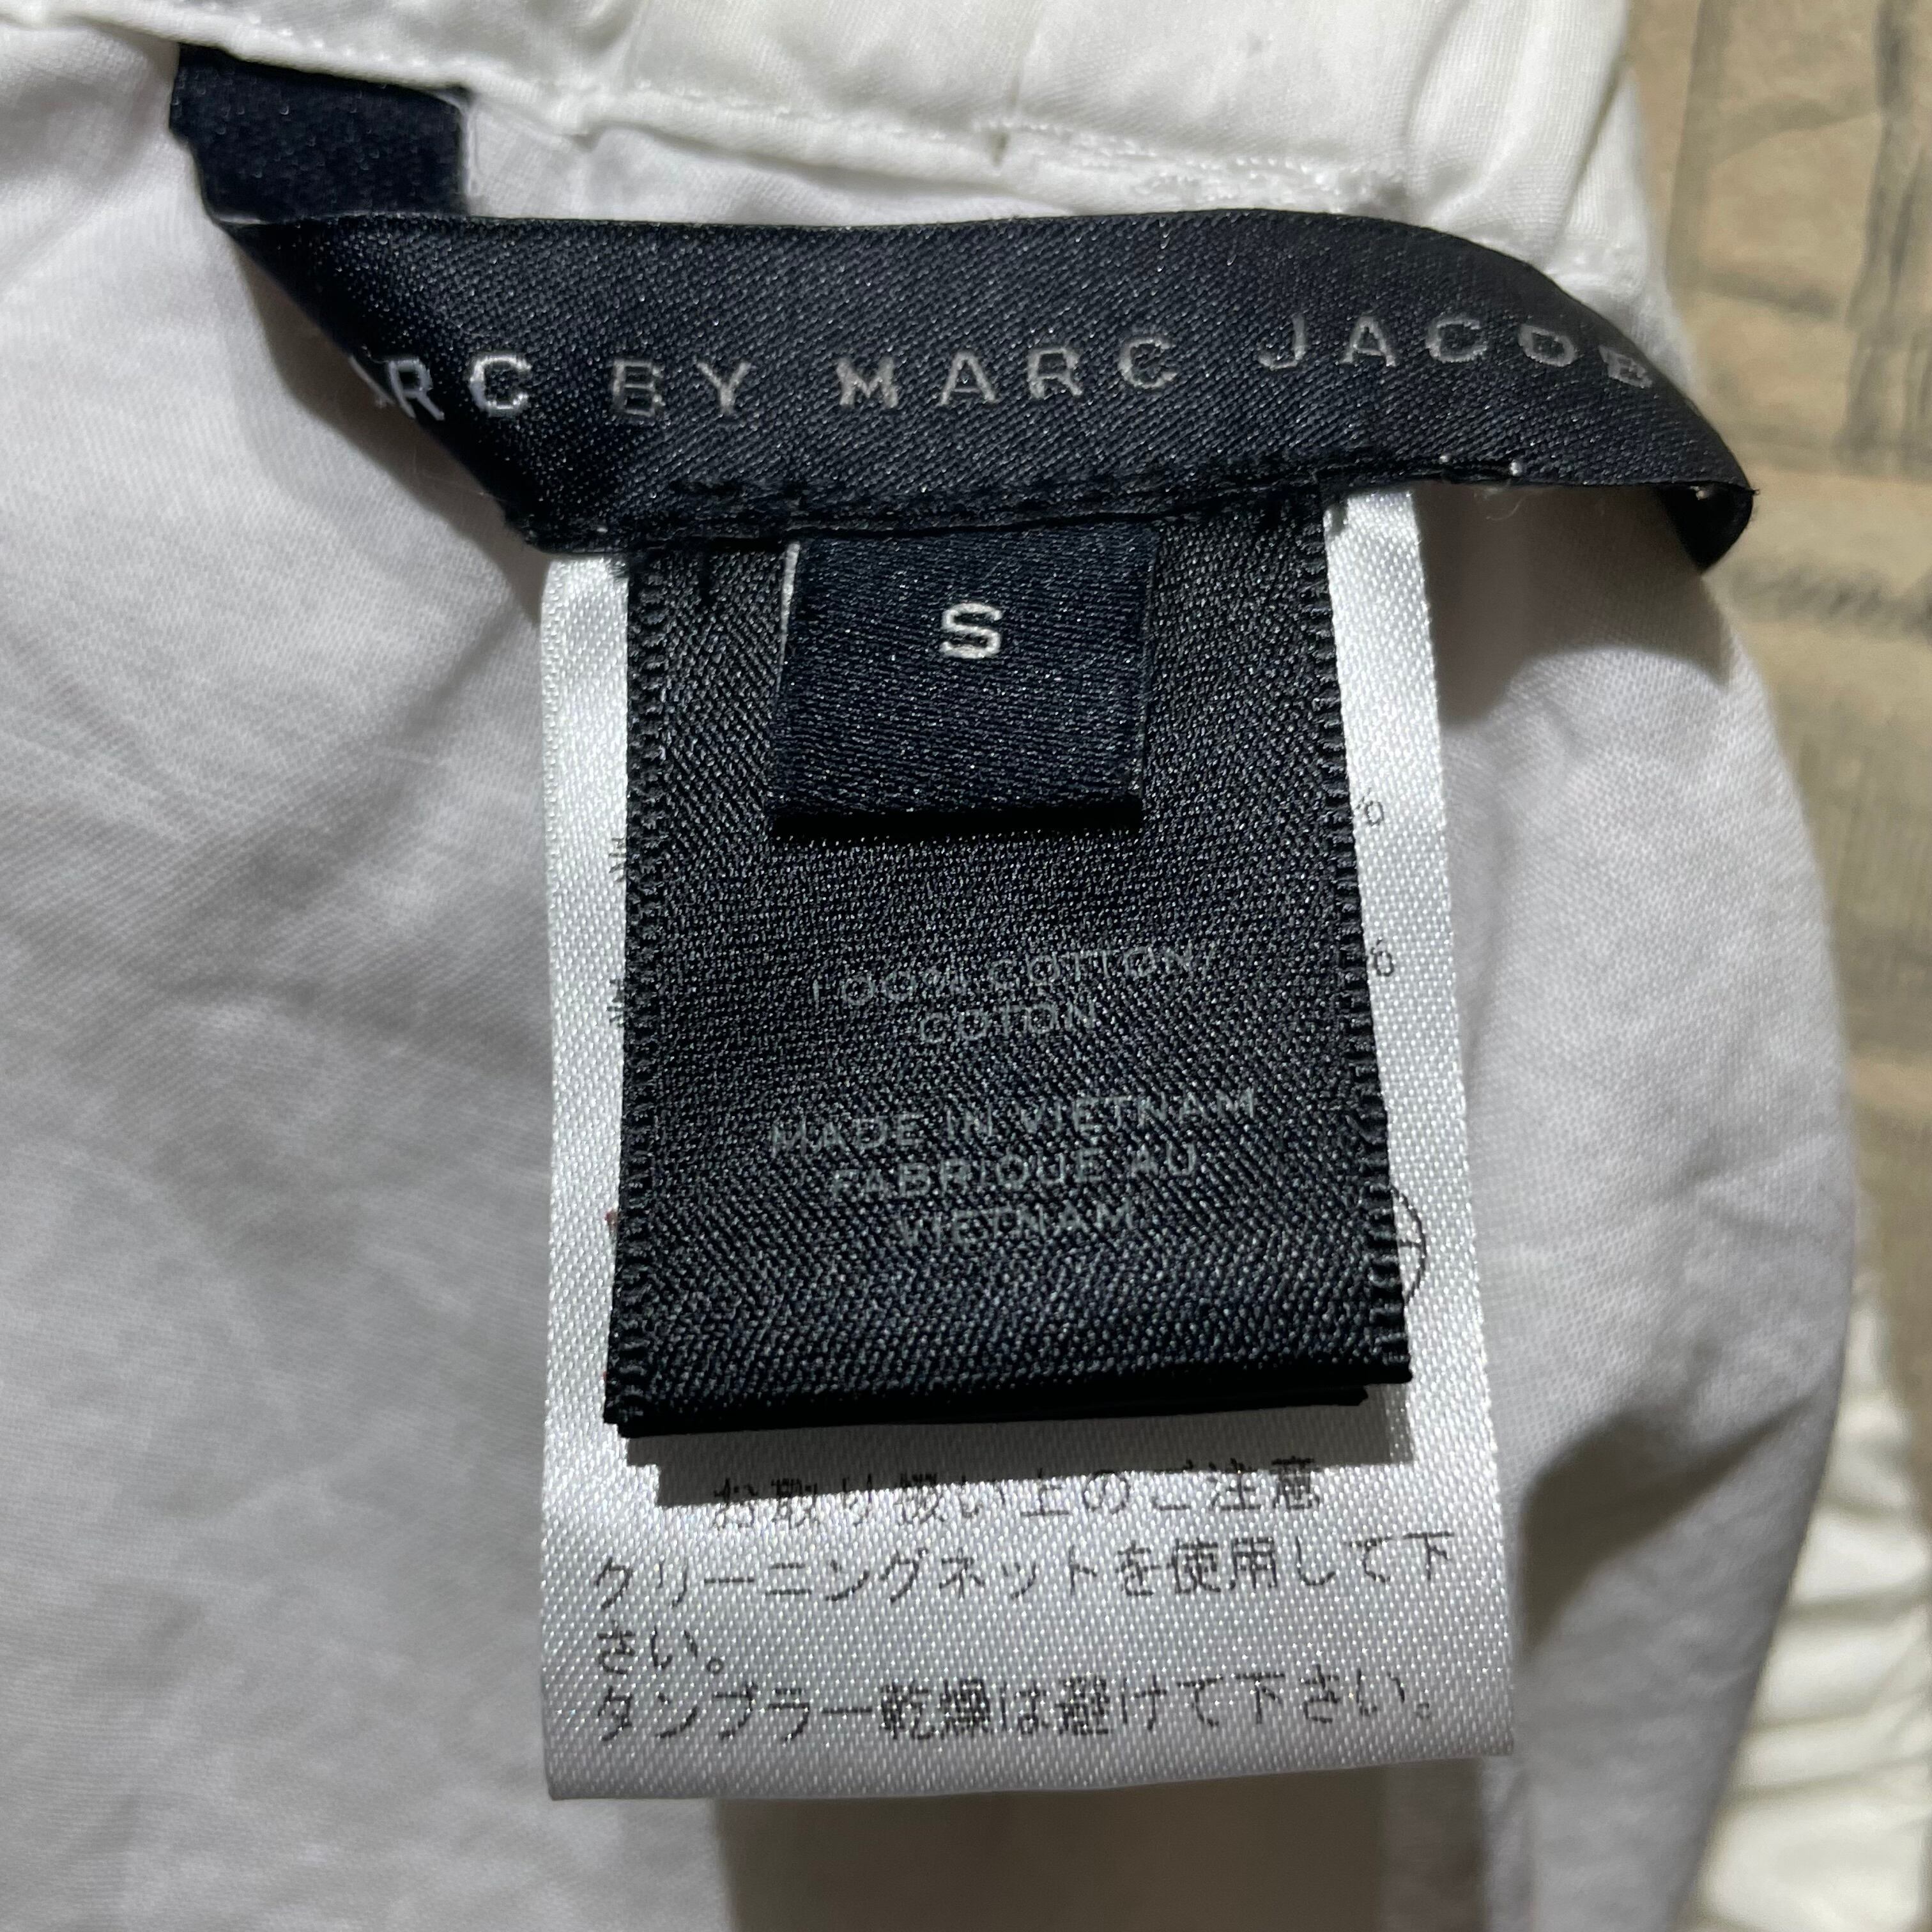 MARC BY MARC JACOBS
S
100% COTTON/
COTON
MADE IN VIETNAM
FABRIQUE AU
VIETNAM
お取り扱い上のご注意
クリーニングネットを使用して下
さい。
タンブラー乾燥は避けて下さい。